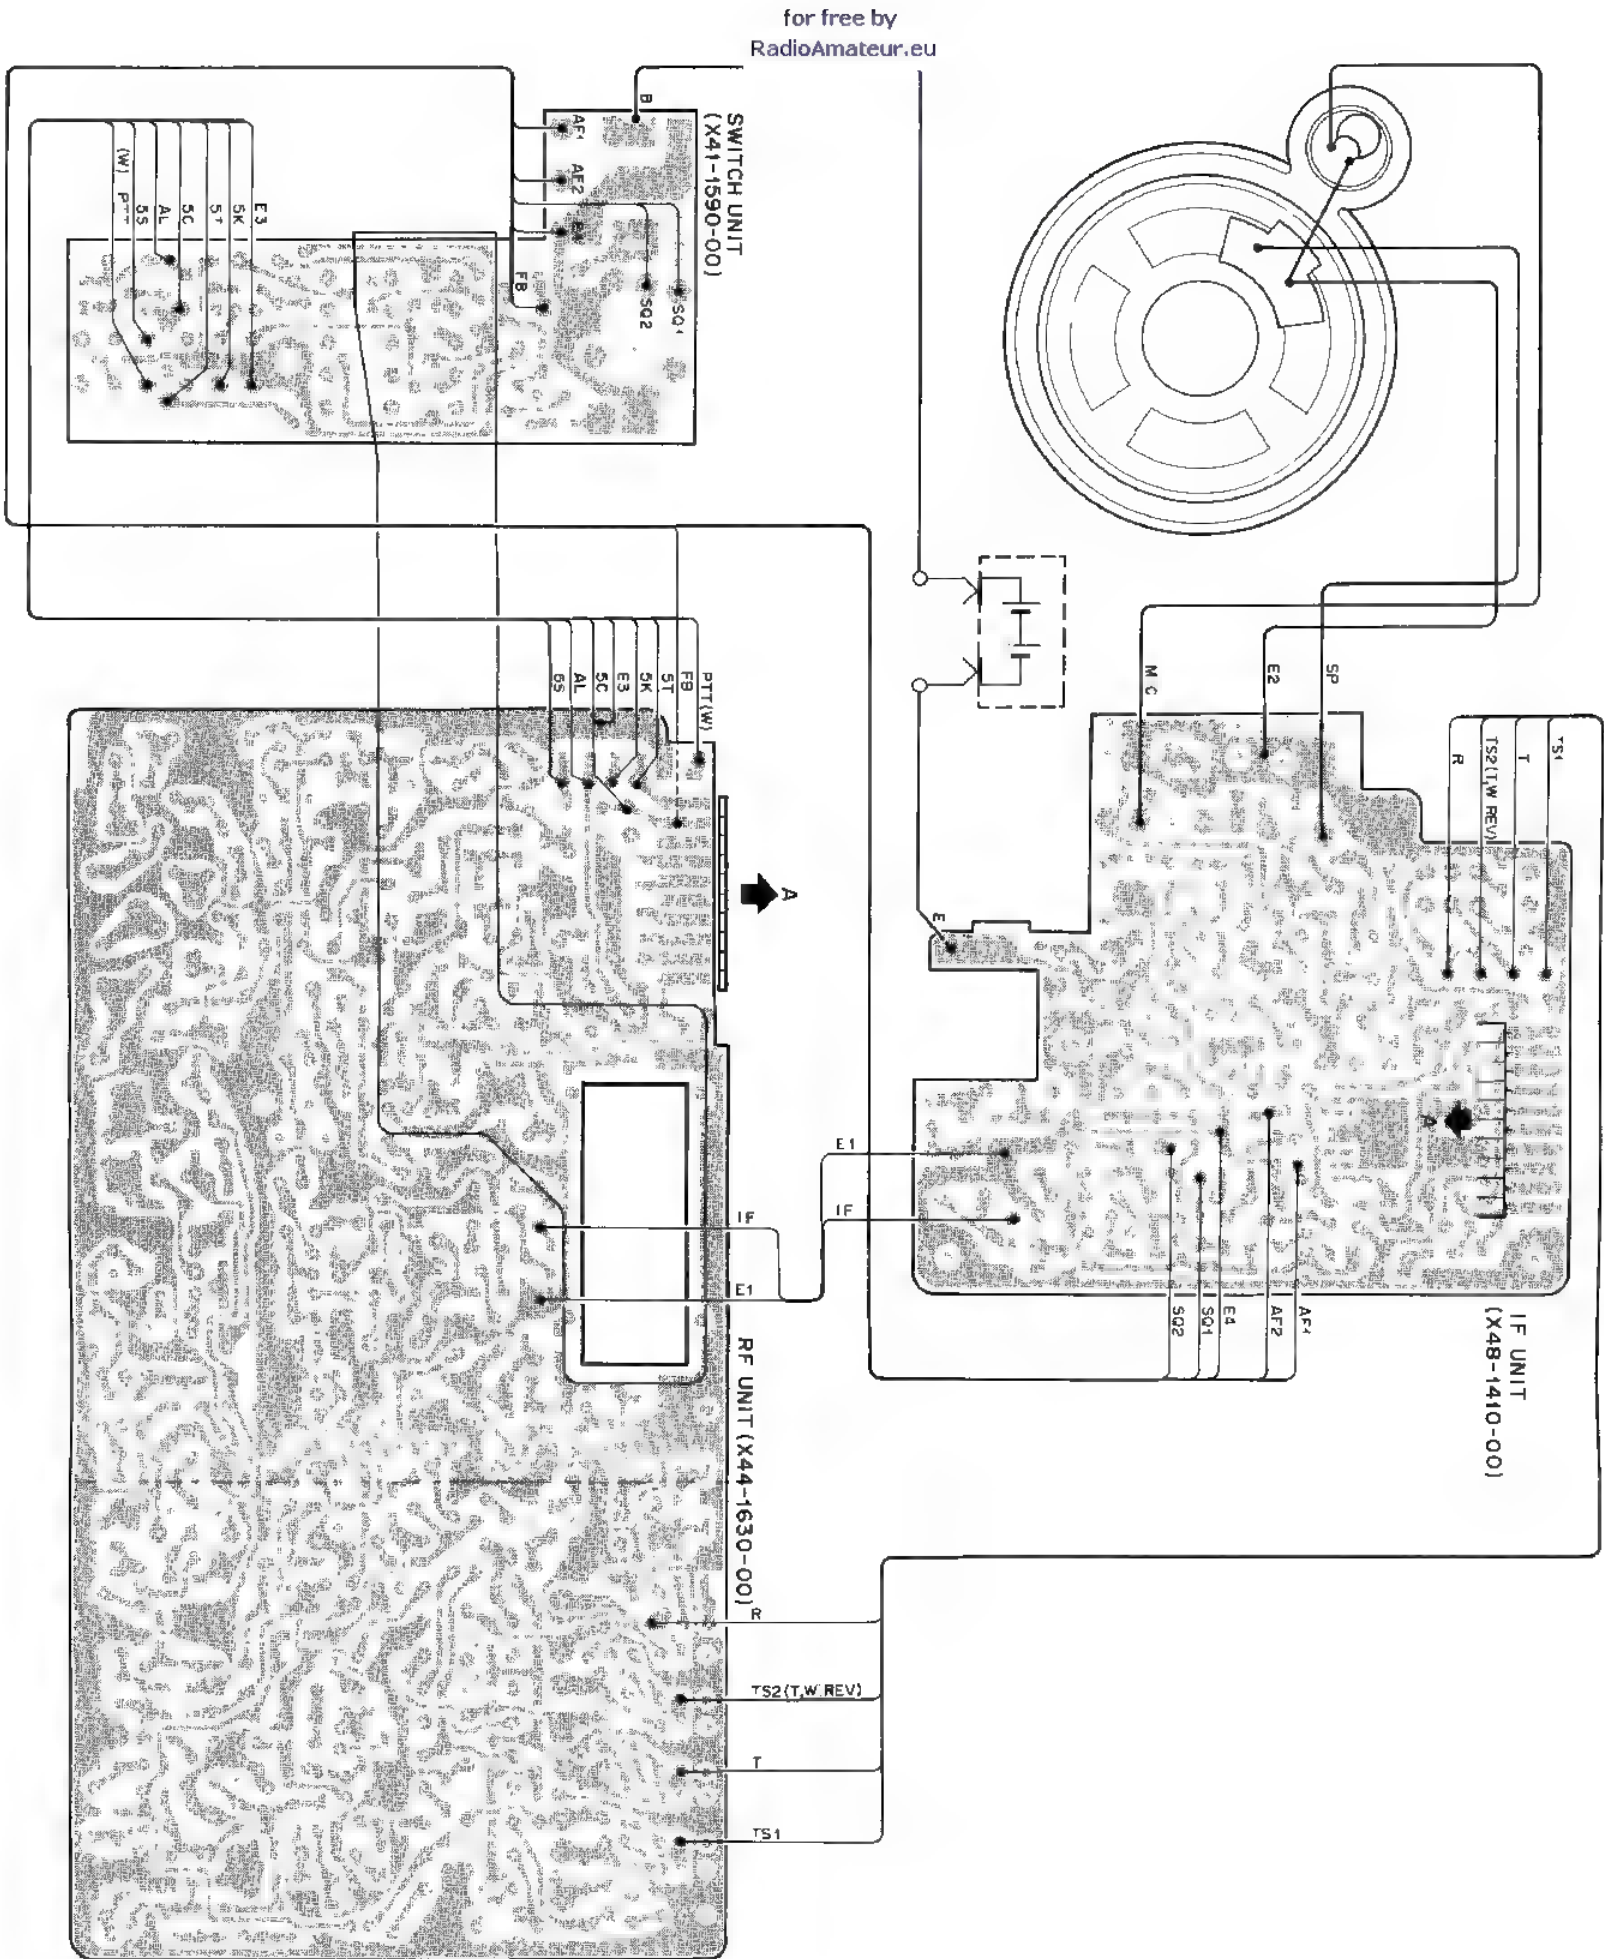 for free by
RadioAmateur.eu
SWITCH UNIT
(X41-1590-00)
B
AF1
AF2
E4
FB
SQ2
SQ1
(W) PTT
5S
AL
5C
5T
5K
E3
5S
AL
5C
E3
5K
5T
FB
PTT(W)
A
MIC
E2
SP
R
TS2(T,W REV)
T
TS1
E
A
E1
IF
IF
E1
SQ2
SQ1
E4
AF2
AF1
IF UNIT
(X48-1410-00)
RF UNIT (X44-1630-00)
R
TS2(T,W.REV)
T
TS1